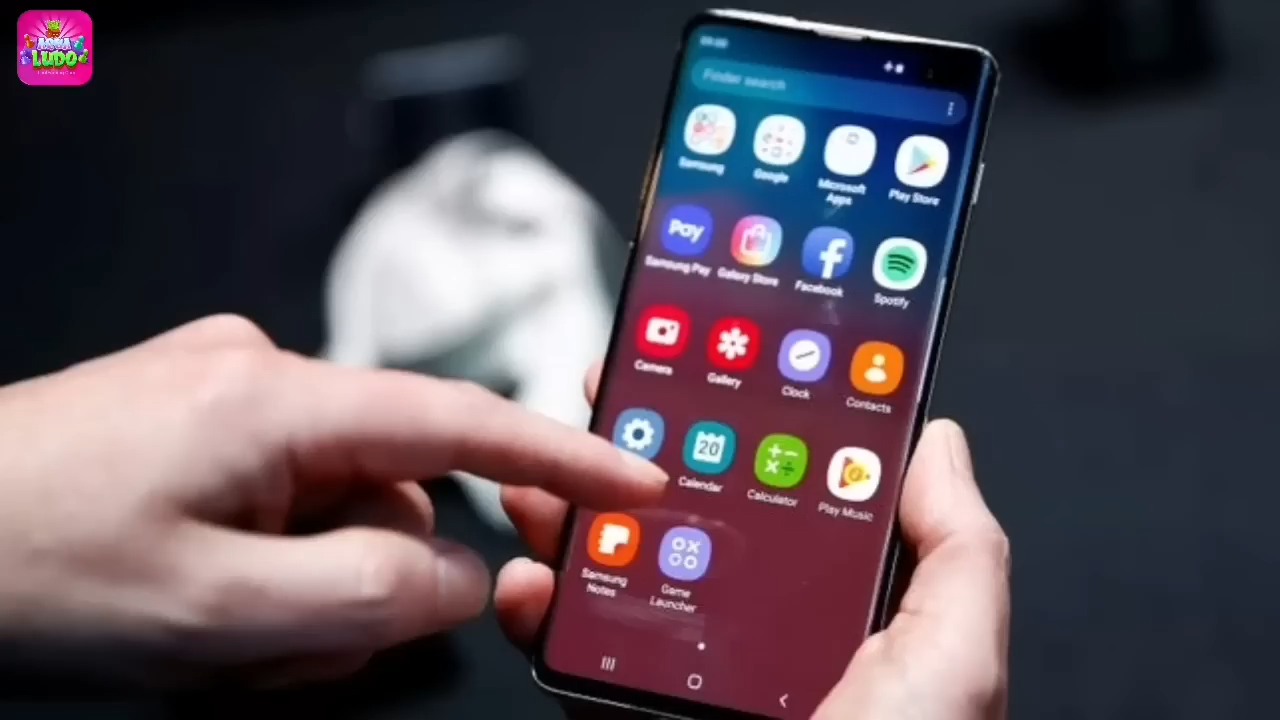 AQUA
LUDO
Finder search
Samsung
Google
Microsoft
Apps
Play Store
Pay
Samsung Pay
Galaxy Store
Facebook
Spotify
Camera
Gallery
Clock
Contacts
20
Calendar
Calculator
Play Music
Samsung
Notes
Game
Launcher